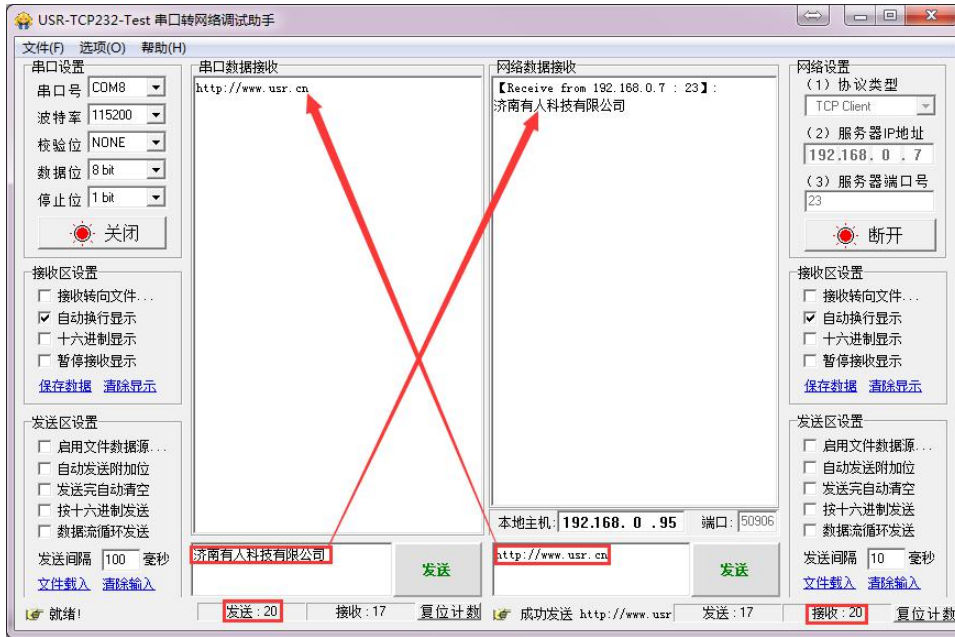 USR-TCP232-Test 串口转网络调试助手
文件(F) 选项(O) 帮助(H)
串口设置
串口号 COM8
波特率 115200
校验位 NONE
数据位 8 bit
停止位 1 bit
关闭
接收区设置
接收转向文件...
自动换行显示
十六进制显示
暂停接收显示
保存数据 清除显示
发送区设置
启用文件数据源...
自动发送附加位
发送完自动清空
按十六进制发送
数据流循环发送
发送间隔 100 毫秒
文件载入 清除输入
串口数据接收
http://www.usr.cn
济南有人科技有限公司
发送
网络数据接收
【Receive from 192.168.0.7 : 23】:
济南有人科技有限公司
本地主机: 192.168. 0 .95 端口: 50906
http://www.usr.cn
发送
网络设置
(1) 协议类型
TCP Client
(2) 服务器IP地址
192.168. 0 . 7
(3) 服务器端口号
23
断开
接收区设置
接收转向文件...
自动换行显示
十六进制显示
暂停接收显示
保存数据 清除显示
发送区设置
启用文件数据源...
自动发送附加位
发送完自动清空
按十六进制发送
数据流循环发送
发送间隔 10 毫秒
文件载入 清除输入
就绪! 发送:20 接收:17 复位计数 成功发送 http://www.usr 发送:17 接收:20 复位计数